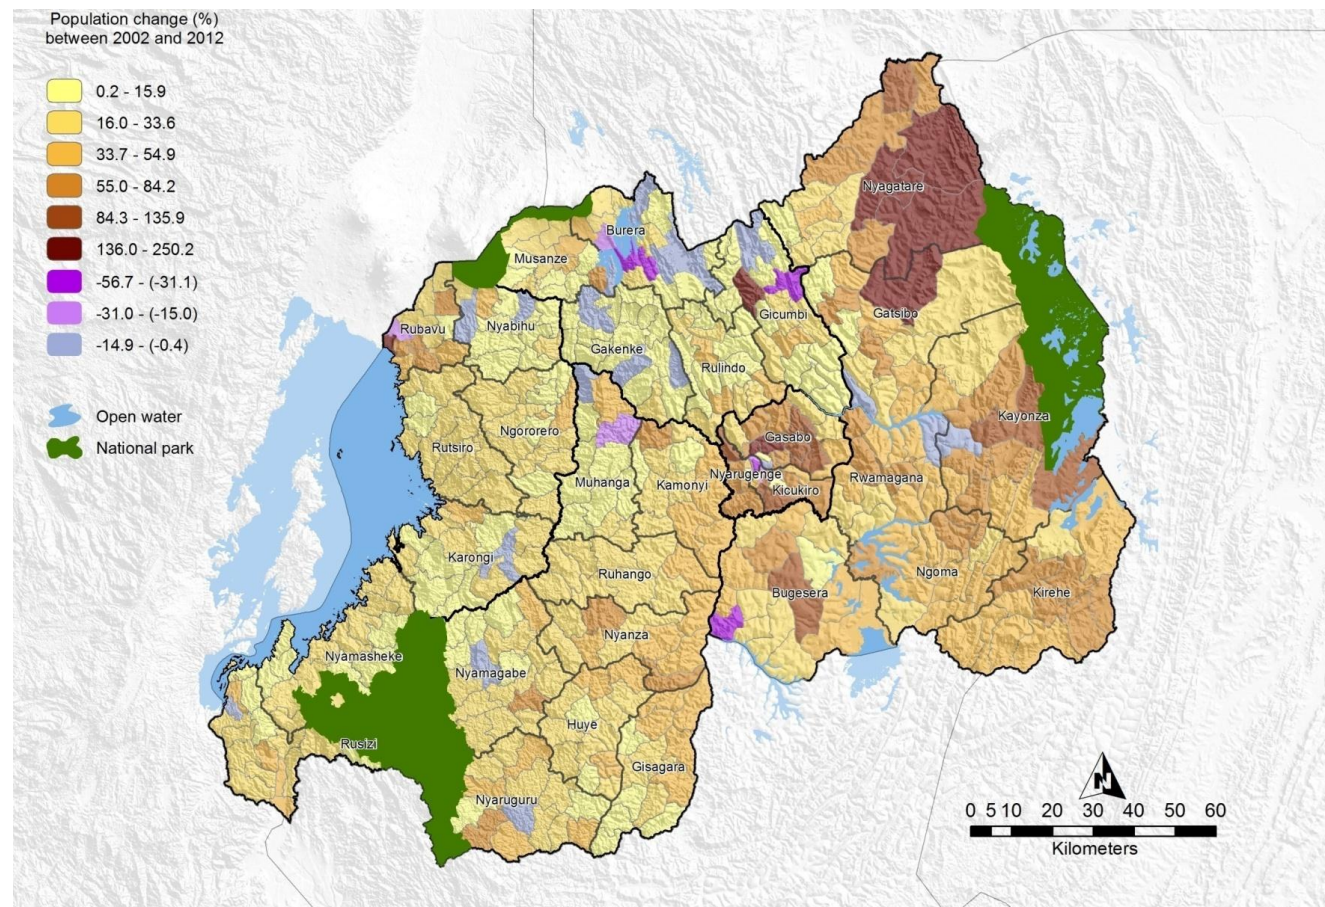 Population change (%)
between 2002 and 2012
0.2 - 15.9
16.0 - 33.6
33.7 - 54.9
55.0 - 84.2
84.3 - 135.9
136.0 - 250.2
-56.7 - (-31.1)
-31.0 - (-15.0)
-14.9 - (-0.4)
Open water
National park
Nyagatare
Burera
Musanze
Rubavu
Nyabihu
Gicumbi
Gatsibo
Gakenke
Rulindo
Kayonza
Gasabo
Ngororero
Rutsiro
Nyarugenge
Muhanga
Kamonyi
Kicukiro
Rwamagana
Karongi
Ruhango
Ngoma
Bugesera
Kirehe
Nyanza
Nyamasheke
Nyamagabe
Huye
Rusizi
Gisagara
Nyaruguru
N
0 5 10 20 30 40 50 60
Kilometers